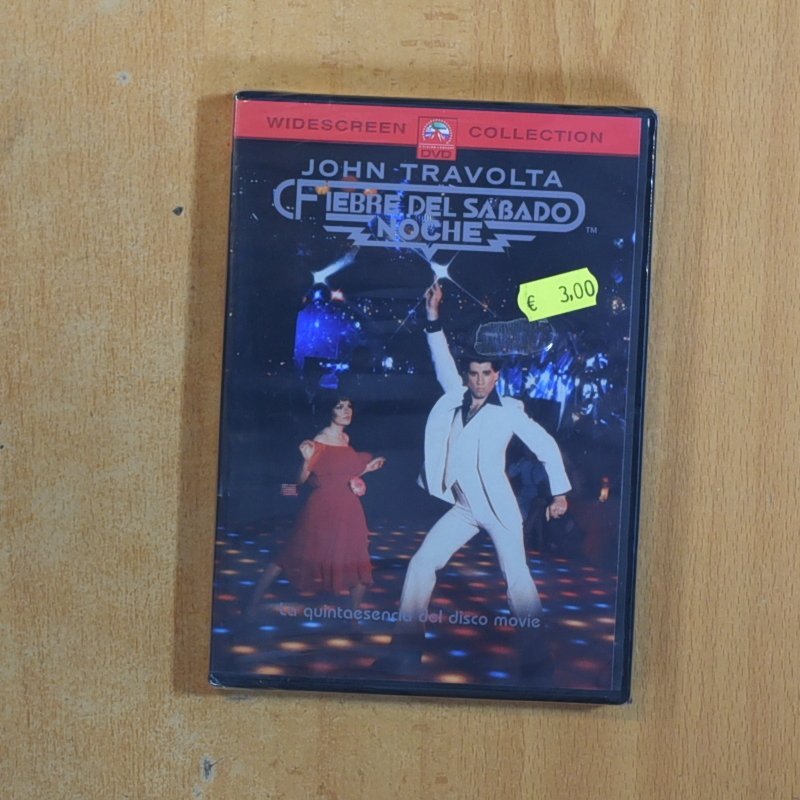 WIDESCREEN COLLECTION
DVD
JOHN TRAVOLTA
FIEBRE DEL SABADO
NOCHE ™
€ 3,00
La quintaesencia del disco movie